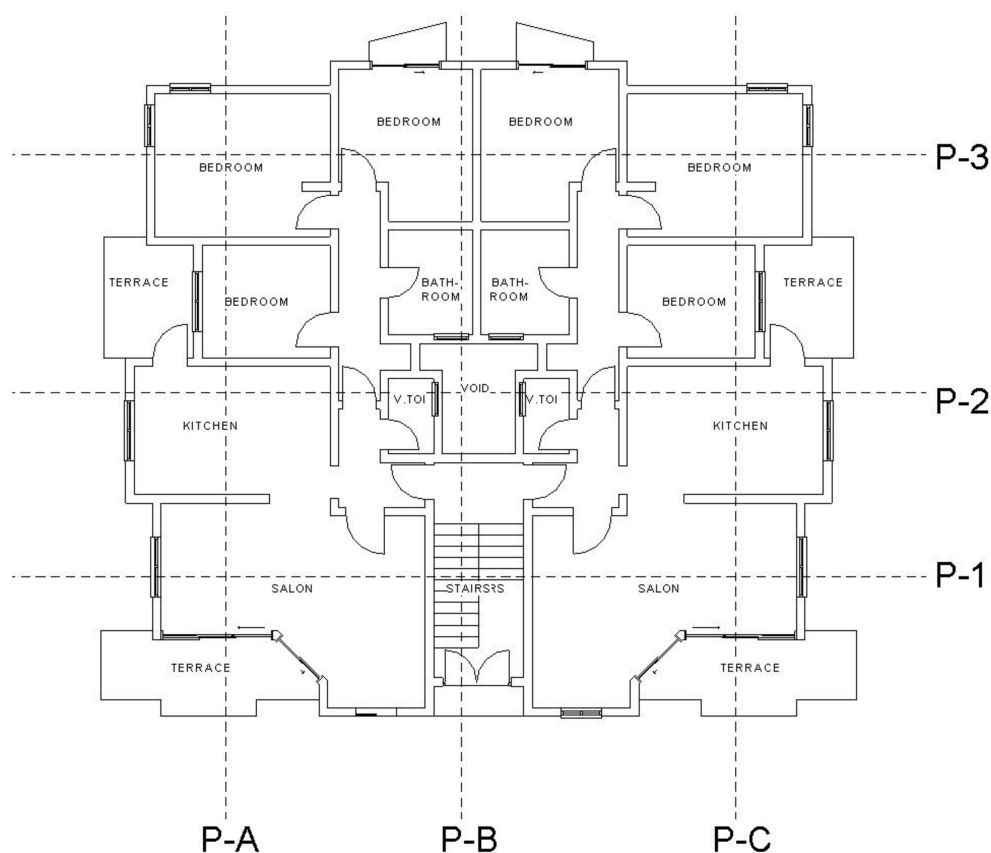 BEDROOM
BEDROOM
P-3
BEDROOM
BEDROOM
TERRACE
BATH-
ROOM
BATH-
ROOM
TERRACE
BEDROOM
BEDROOM
V.TOI
VOID
V.TOI
P-2
KITCHEN
KITCHEN
P-1
SALON
STAIRSRS
SALON
TERRACE
TERRACE
P-A
P-B
P-C